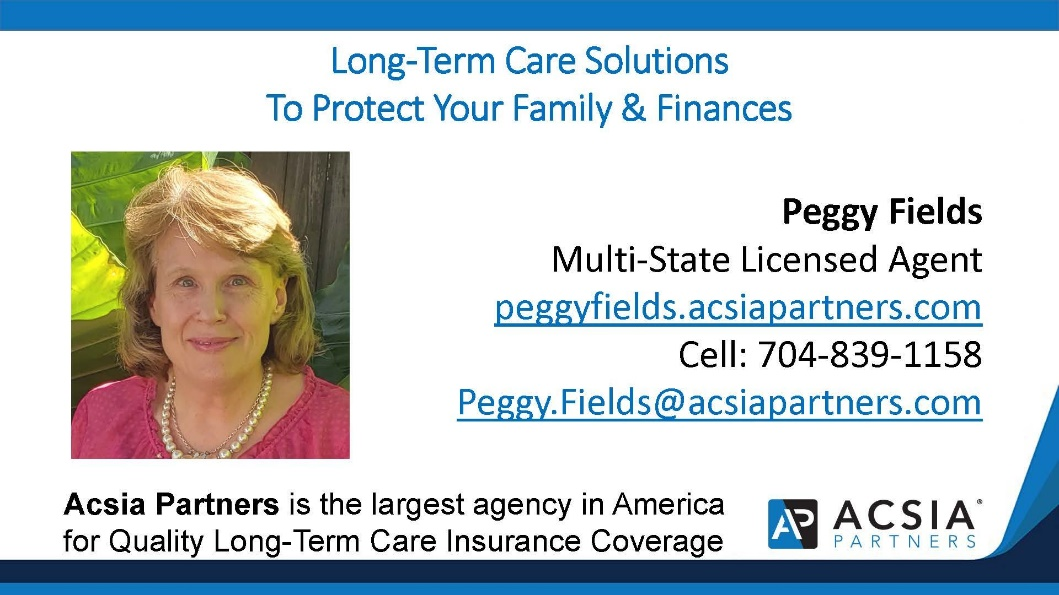 Long-Term Care Solutions
To Protect Your Family & Finances
Peggy Fields
Multi-State Licensed Agent
peggyfields.acsiapartners.com
Cell: 704-839-1158
Peggy.Fields@acsiapartners.com
Acsia Partners is the largest agency in America
for Quality Long-Term Care Insurance Coverage
AP ACSIA®
PARTNERS